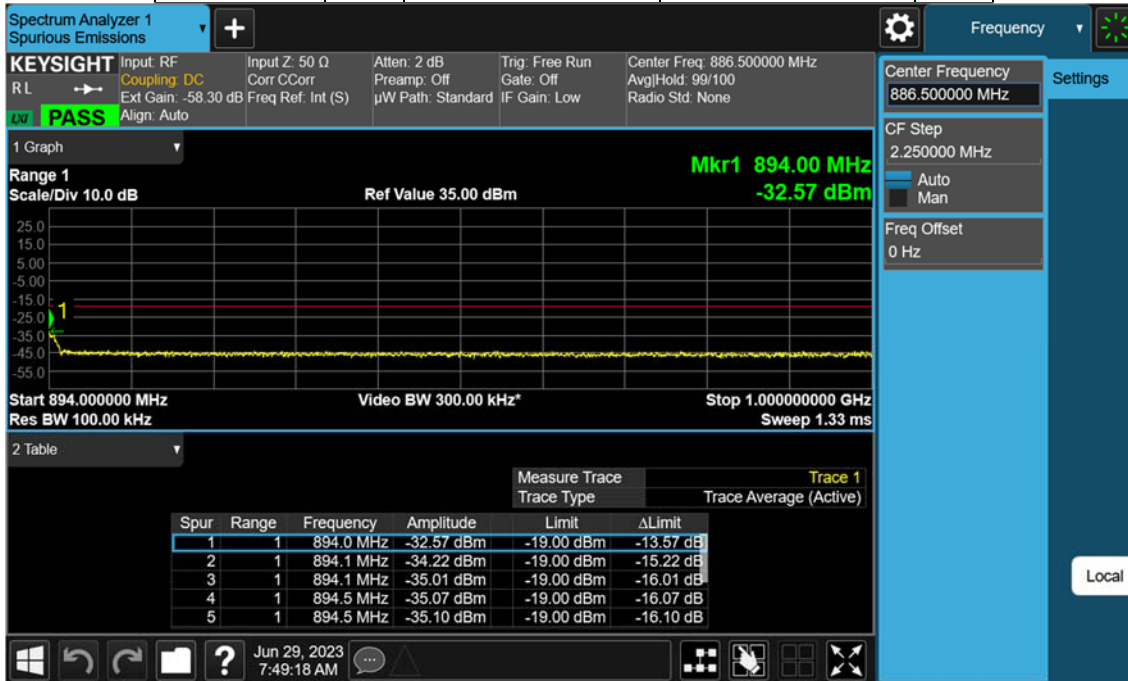 Spectrum Analyzer 1
Spurious Emissions
Frequency
KEYSIGHT
RL
LXI
PASS
Input: RF
Coupling: DC
Ext Gain: -58.30 dB
Align: Auto
Input Z: 50 Ω
Corr CCorr
Freq Ref: Int (S)
Atten: 2 dB
Preamp: Off
µW Path: Standard
Trig: Free Run
Gate: Off
IF Gain: Low
Center Freq: 886.500000 MHz
Avg|Hold: 99/100
Radio Std: None
Center Frequency
886.500000 MHz
Settings
CF Step
2.250000 MHz
Auto
Man
Freq Offset
0 Hz
Local
1 Graph
Range 1
Scale/Div 10.0 dB
Ref Value 35.00 dBm
Mkr1 894.00 MHz
-32.57 dBm
25.0
15.0
5.00
-5.00
-15.0
1
-25.0
-35.0
-45.0
-55.0
Start 894.000000 MHz
Video BW 300.00 kHz*
Stop 1.000000000 GHz
Res BW 100.00 kHz
Sweep 1.33 ms
2 Table
Measure Trace Trace 1
Trace Type Trace Average (Active)
Spur Range Frequency Amplitude Limit ΔLimit
1 1 894.0 MHz -32.57 dBm -19.00 dBm -13.57 dB
2 1 894.1 MHz -34.22 dBm -19.00 dBm -15.22 dB
3 1 894.1 MHz -35.01 dBm -19.00 dBm -16.01 dB
4 1 894.5 MHz -35.07 dBm -19.00 dBm -16.07 dB
5 1 894.5 MHz -35.10 dBm -19.00 dBm -16.10 dB
Jun 29, 2023
7:49:18 AM